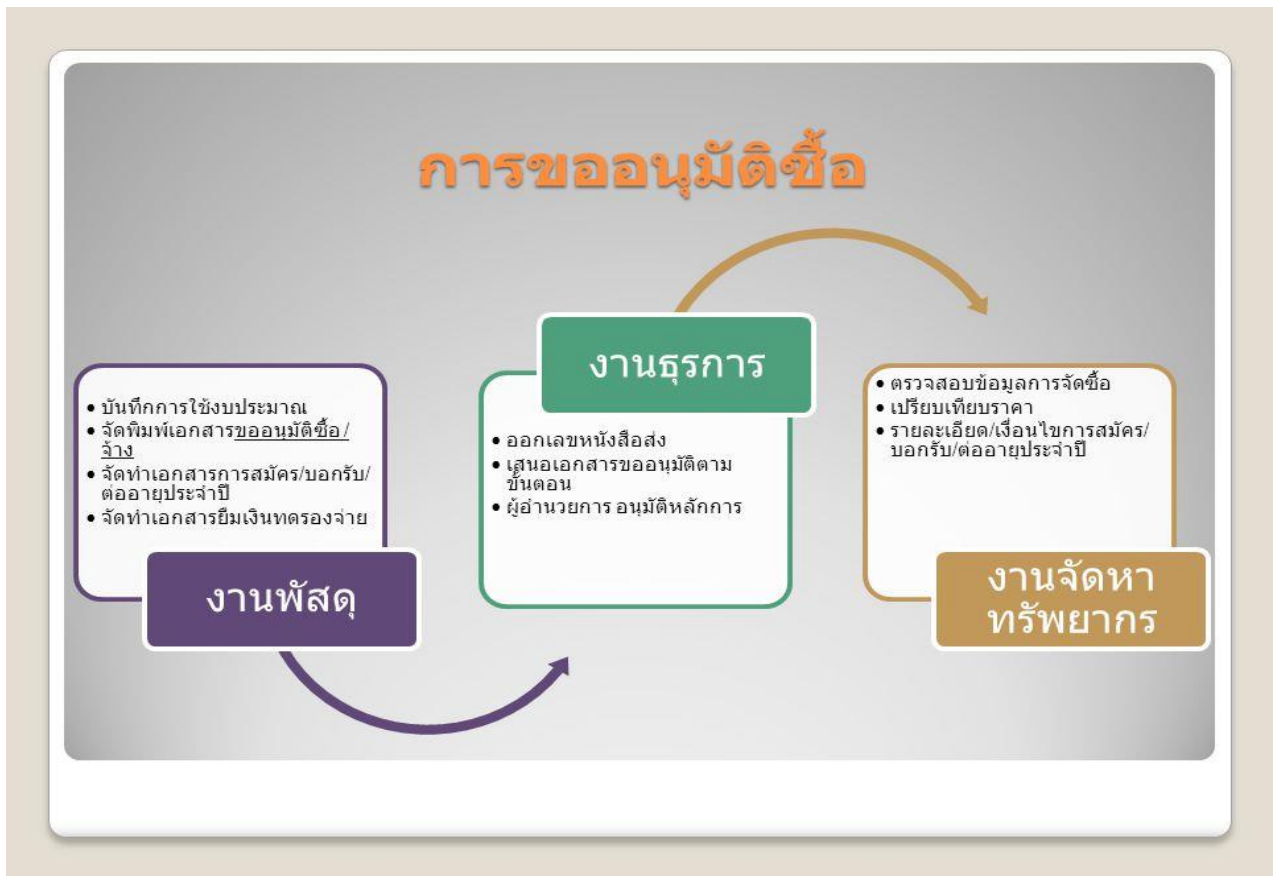 การขออนุมัติซื้อ
• บันทึกการใช้งบประมาณ
• จัดพิมพ์เอกสารขออนุมัติซื้อ/
จ้าง
• จัดทำเอกสารการสมัคร/บอกรับ/
ต่ออายุประจำปี
• จัดทำเอกสารยืมเงินทดรองจ่าย
งานพัสดุ
งานธุรการ
• ออกเลขหนังสือส่ง
• เสนอเอกสารขออนุมัติตาม
ขั้นตอน
• ผู้อำนวยการ อนุมัติหลักการ
• ตรวจสอบข้อมูลการจัดซื้อ
• เปรียบเทียบราคา
• รายละเอียด/เงื่อนไขการสมัคร/
บอกรับ/ต่ออายุประจำปี
งานจัดหา
ทรัพยากร